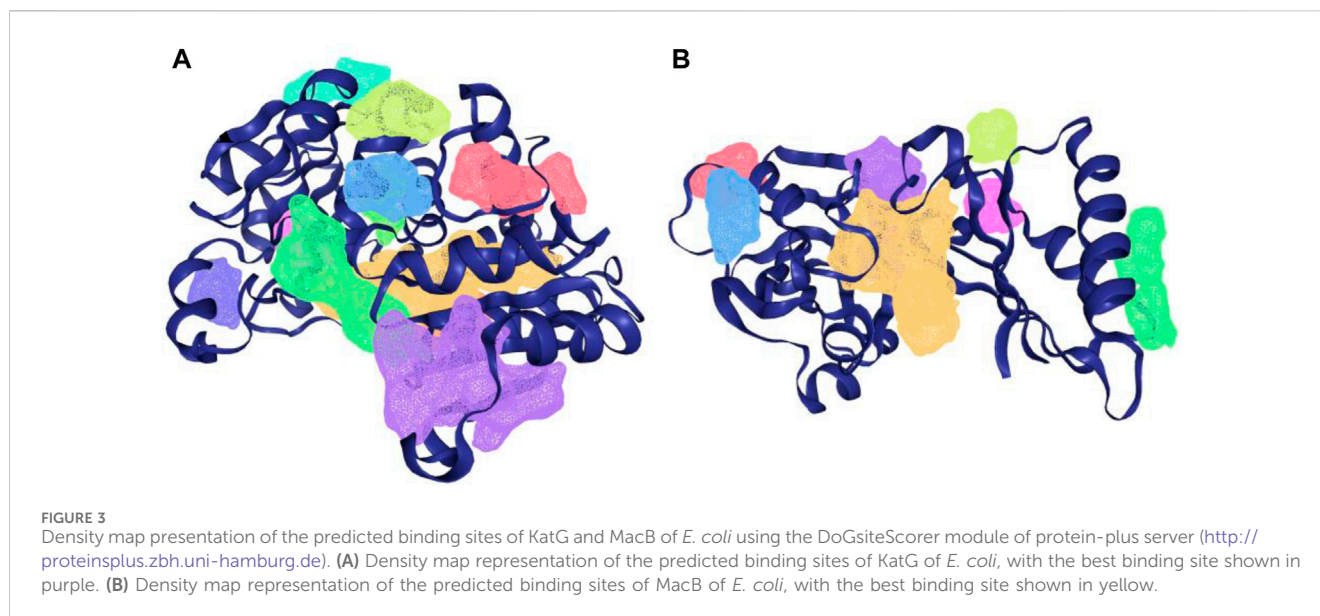 A
B
FIGURE 3
Density map presentation of the predicted binding sites of KatG and MacB of E. coli using the DoGsiteScorer module of protein-plus server (http://
proteinsplus.zbh.uni-hamburg.de). (A) Density map representation of the predicted binding sites of KatG of E. coli, with the best binding site shown in
purple. (B) Density map representation of the predicted binding sites of MacB of E. coli, with the best binding site shown in yellow.